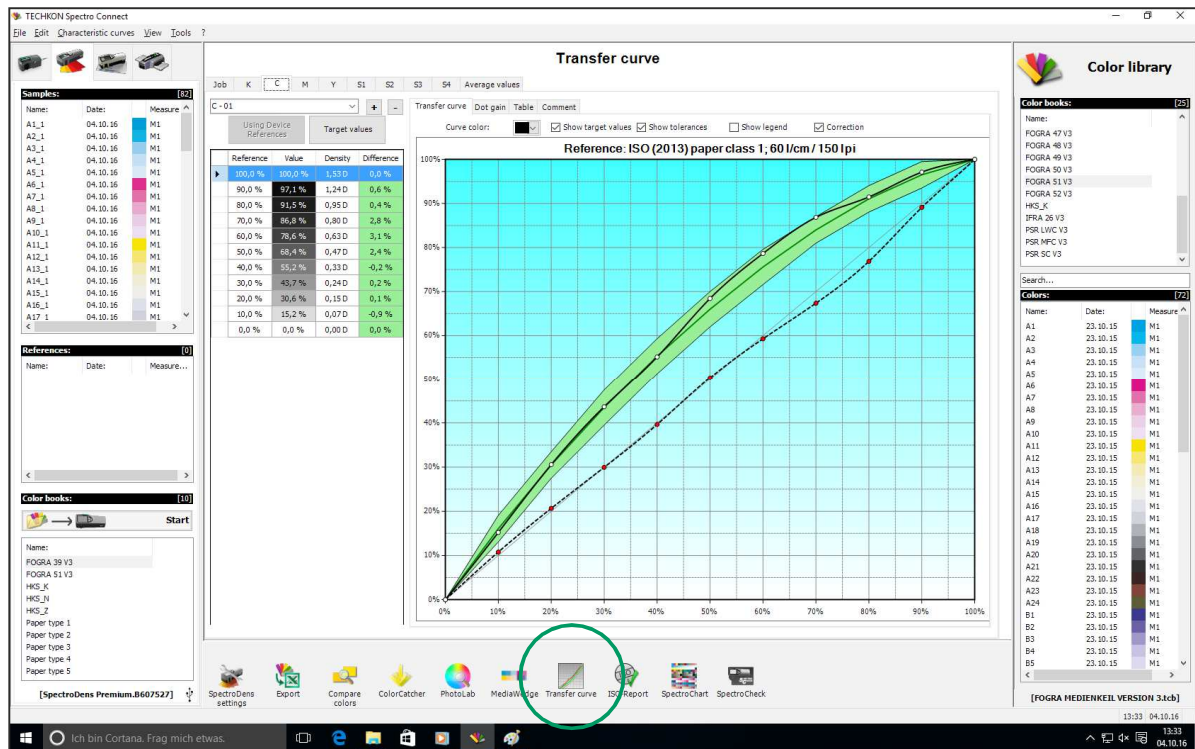 TECHKON Spectro Connect
File Edit Characteristic curves View Tools ?
Samples: [82]
Name: Date: Measure
A1_1 04.10.16 M1
A2_1 04.10.16 M1
A3_1 04.10.16 M1
A4_1 04.10.16 M1
A5_1 04.10.16 M1
A6_1 04.10.16 M1
A7_1 04.10.16 M1
A8_1 04.10.16 M1
A9_1 04.10.16 M1
A10_1 04.10.16 M1
A11_1 04.10.16 M1
A12_1 04.10.16 M1
A13_1 04.10.16 M1
A14_1 04.10.16 M1
A15_1 04.10.16 M1
A16_1 04.10.16 M1
A17_1 04.10.16 M1
References: [0]
Name: Date: Measure...
Color books: [10]
Start
Name:
FOGRA 39 V3
FOGRA 51 V3
HKS_K
HKS_N
HKS_Z
Paper type 1
Paper type 2
Paper type 3
Paper type 4
Paper type 5
[SpectroDens Premium.B607527]
Transfer curve
Job K C M Y S1 S2 S3 S4 Average values
C - 01 + -
Using Device References
Target values
Reference Value Density Difference
100,0 % 100,0 % 1,53 D 0,0 %
90,0 % 97,1 % 1,24 D 0,6 %
80,0 % 91,5 % 0,95 D 0,4 %
70,0 % 86,8 % 0,80 D 2,8 %
60,0 % 78,6 % 0,63 D 3,1 %
50,0 % 68,4 % 0,47 D 2,4 %
40,0 % 55,2 % 0,33 D -0,2 %
30,0 % 43,7 % 0,24 D 0,2 %
20,0 % 30,6 % 0,15 D 0,1 %
10,0 % 15,2 % 0,07 D -0,9 %
0,0 % 0,0 % 0,00 D 0,0 %
Transfer curve Dot gain Table Comment
Curve color: Show target values Show tolerances Show legend Correction
Reference: ISO (2013) paper class 1; 60 l/cm / 150 lpi
100%
90%
80%
70%
60%
50%
40%
30%
20%
10%
0%
0% 10% 20% 30% 40% 50% 60% 70% 80% 90% 100%
SpectroDens settings
Export
Compare colors
ColorCatcher
PhotoLab
MediaWedge
Transfer curve
ISO Report
SpectroChart
SpectroCheck
Color library
Color books: [25]
Name:
FOGRA 47 V3
FOGRA 48 V3
FOGRA 49 V3
FOGRA 50 V3
FOGRA 51 V3
FOGRA 52 V3
HKS_K
IFRA 26 V3
PSR LWC V3
PSR MFC V3
PSR SC V3
Search...
Colors: [72]
Name: Date: Measure
A1 23.10.15 M1
A2 23.10.15 M1
A3 23.10.15 M1
A4 23.10.15 M1
A5 23.10.15 M1
A6 23.10.15 M1
A7 23.10.15 M1
A8 23.10.15 M1
A9 23.10.15 M1
A10 23.10.15 M1
A11 23.10.15 M1
A12 23.10.15 M1
A13 23.10.15 M1
A14 23.10.15 M1
A15 23.10.15 M1
A16 23.10.15 M1
A17 23.10.15 M1
A18 23.10.15 M1
A19 23.10.15 M1
A20 23.10.15 M1
A21 23.10.15 M1
A22 23.10.15 M1
A23 23.10.15 M1
A24 23.10.15 M1
B1 23.10.15 M1
B2 23.10.15 M1
B3 23.10.15 M1
B4 23.10.15 M1
B5 23.10.15 M1
[FOGRA MEDIENKEIL VERSION 3.tcb]
13:33 04.10.16
Ich bin Cortana. Frag mich etwas.
13:33
04.10.16